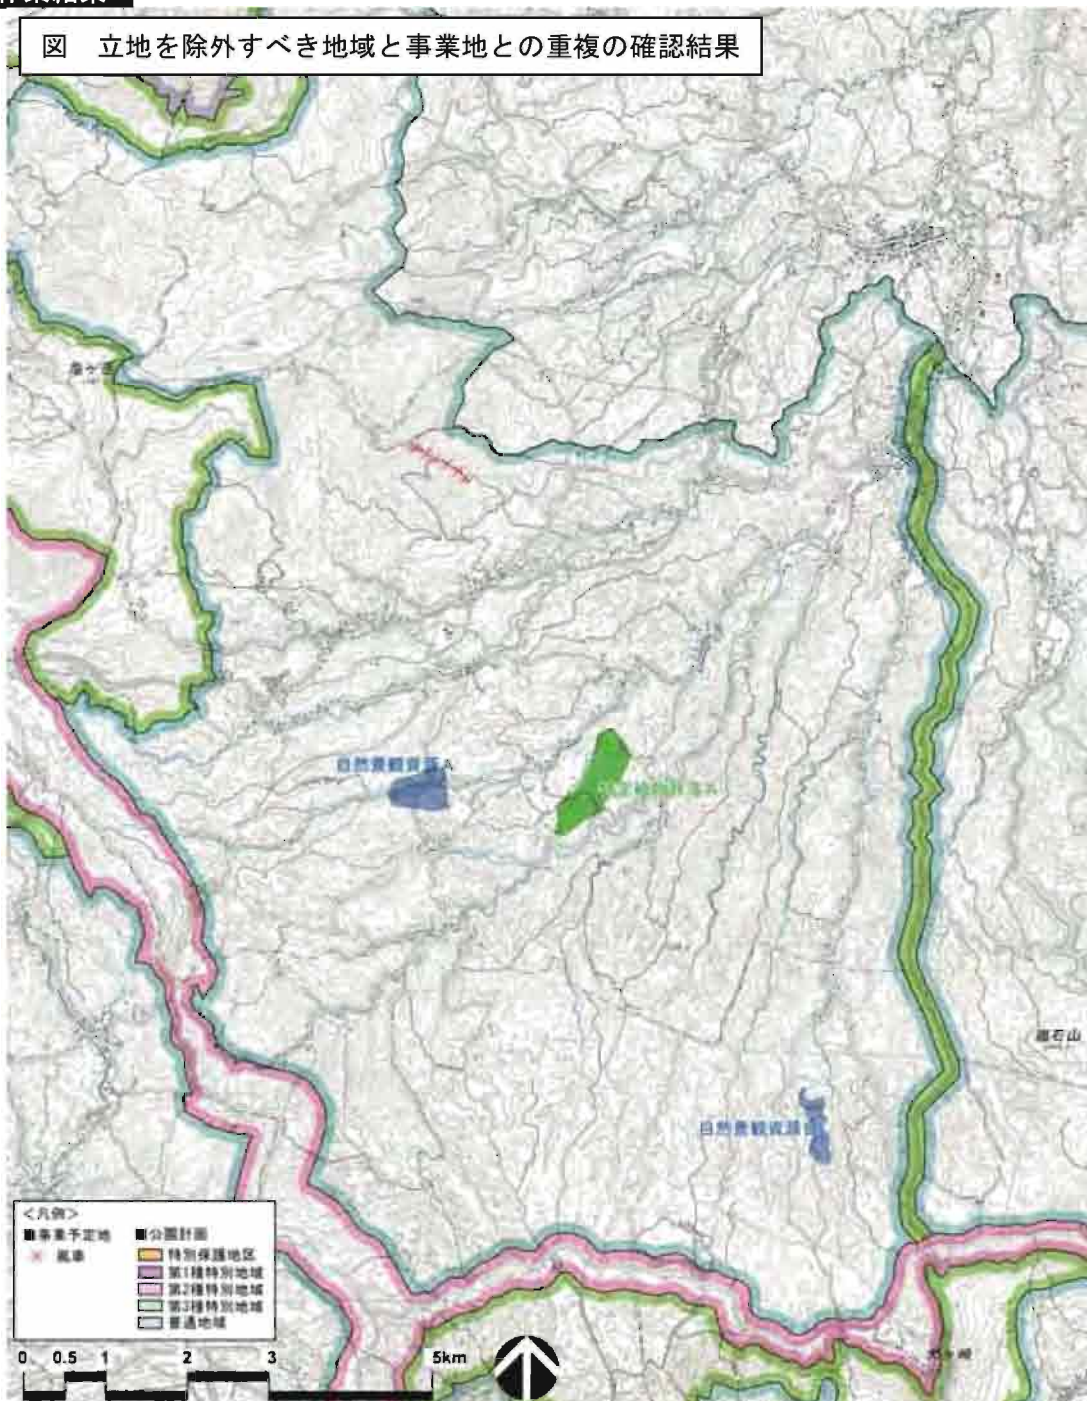 図　立地を除外すべき地域と事業地との重複の確認結果
自然景観資源A
自然景観資源B
＜凡例＞
■事業予定地
風車
■公園計画
特別保護地区
第1種特別地域
第2種特別地域
第3種特別地域
普通地域
0 0.5 1 2 3 5km